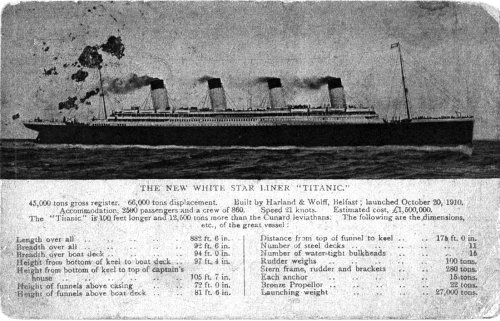 THE NEW WHITE STAR LINER "TITANIC."
45,000 tons gross register. 66,000 tons displacement. Built by Harland & Wolff, Belfast; launched October 20, 1910.
Accommodation, 2500 passengers and a crew of 860. Speed 21 knots. Estimated cost, £1,500,000.
The "Titanic" is 100 feet longer and 12,500 tons more than the Cunard leviathans. The following are the dimensions,
etc., of the great vessel:
Length over all .. .. .. .. 882 ft. 6 in.
Breadth over all .. .. .. .. 92 ft. 6 in.
Breadth over boat deck .. .. .. 94 ft. 0 in.
Height from bottom of keel to boat deck .. 97 ft. 4 in.
Height from bottom of keel to top of captain's
house .. .. .. .. 105 ft. 7 in.
Height of funnels above casing .. .. 72 ft. 0 in.
Height of funnels above boat deck .. .. 81 ft. 6 in.
Distance from top of funnel to keel .. .. 175 ft. 0 in.
Number of steel decks .. .. .. .. 11
Number of water-tight bulkheads .. .. .. 15
Rudder weighs .. .. .. .. 100 tons.
Stern frame, rudder and brackets .. .. 280 tons.
Each anchor .. .. .. .. 15 tons.
Bronze Propellor .. .. .. .. 22 tons.
Launching weight .. .. .. .. 27,000 tons.